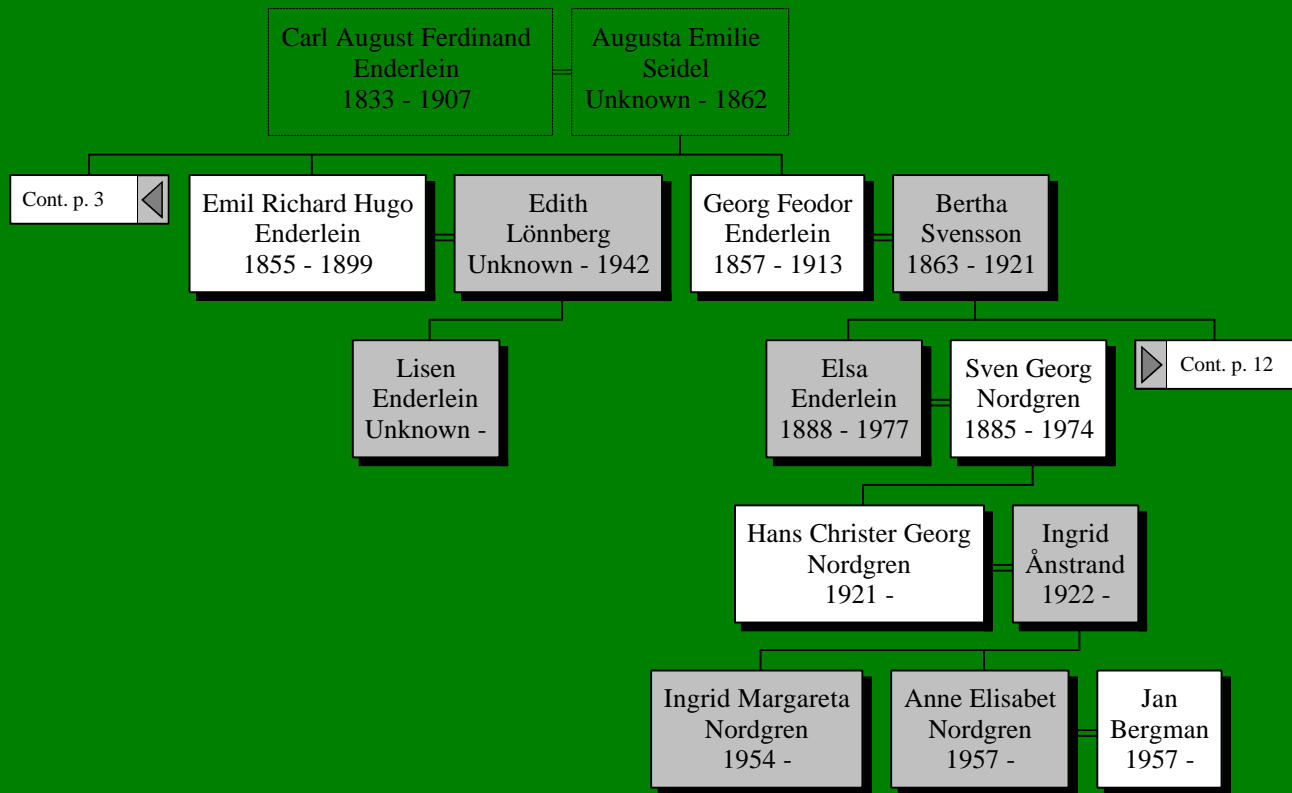 Carl August Ferdinand
Enderlein
1833 - 1907
Augusta Emilie
Seidel
Unknown - 1862
Cont. p. 3
Emil Richard Hugo
Enderlein
1855 - 1899
Edith
Lönnberg
Unknown - 1942
Georg Feodor
Enderlein
1857 - 1913
Bertha
Svensson
1863 - 1921
Lisen
Enderlein
Unknown -
Elsa
Enderlein
1888 - 1977
Sven Georg
Nordgren
1885 - 1974
Cont. p. 12
Hans Christer Georg
Nordgren
1921 -
Ingrid
Ånstrand
1922 -
Ingrid Margareta
Nordgren
1954 -
Anne Elisabet
Nordgren
1957 -
Jan
Bergman
1957 -